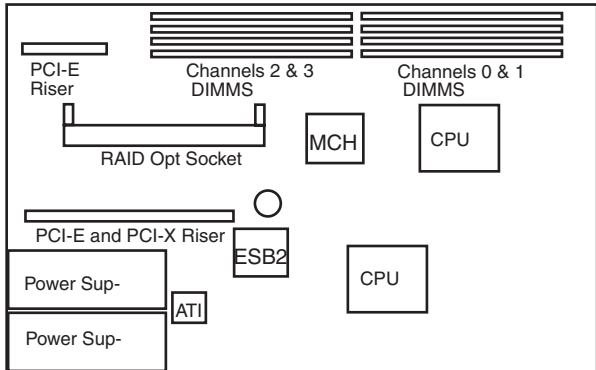 PCI-E
Riser
Channels 2 & 3
DIMMS
Channels 0 & 1
DIMMS
RAID Opt Socket
MCH
CPU
PCI-E and PCI-X Riser
ESB2
CPU
Power Sup-
ATI
Power Sup-